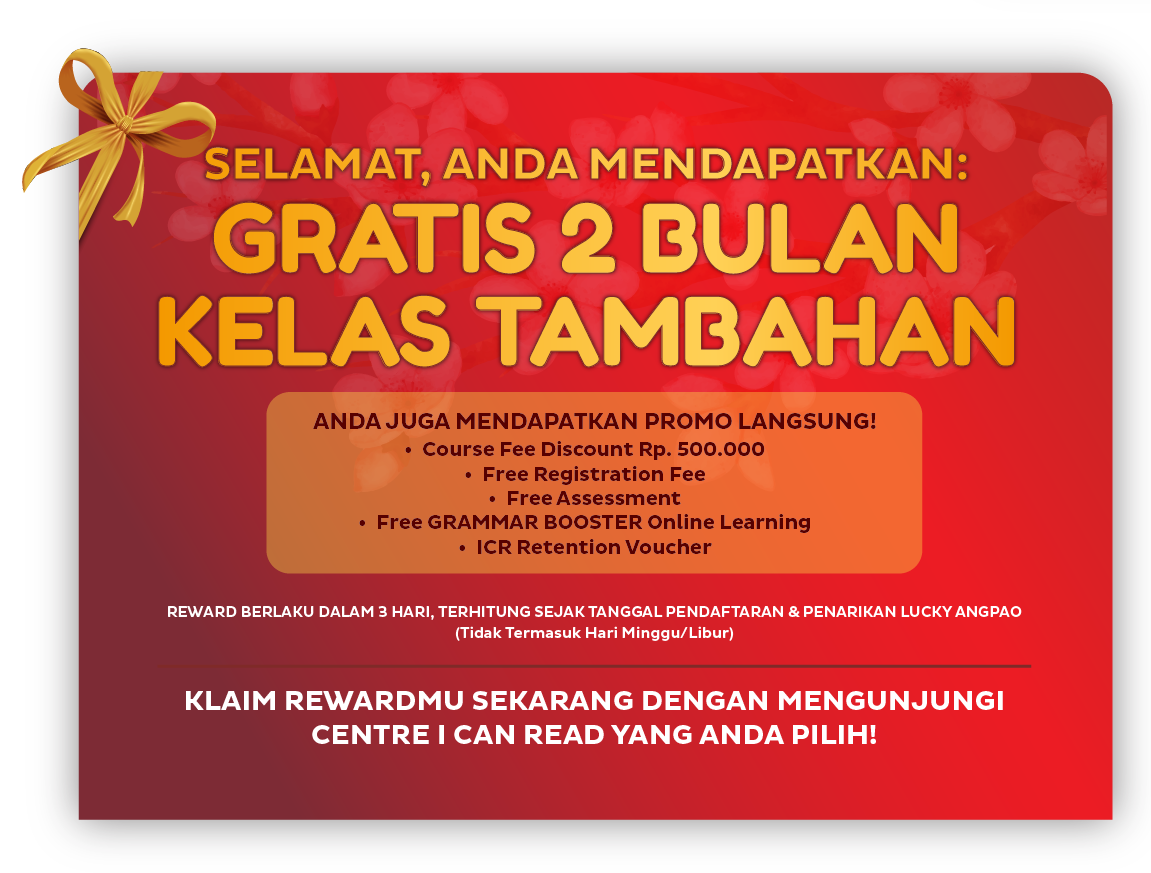 SELAMAT, ANDA MENDAPATKAN:
GRATIS 2 BULAN
KELAS TAMBAHAN
ANDA JUGA MENDAPATKAN PROMO LANGSUNG!
• Course Fee Discount Rp. 500.000
• Free Registration Fee
• Free Assessment
• Free GRAMMAR BOOSTER Online Learning
• ICR Retention Voucher
REWARD BERLAKU DALAM 3 HARI, TERHITUNG SEJAK TANGGAL PENDAFTARAN & PENARIKAN LUCKY ANGPAO
(Tidak Termasuk Hari Minggu/Libur)
KLAIM REWARDMU SEKARANG DENGAN MENGUNJUNGI
CENTRE I CAN READ YANG ANDA PILIH!